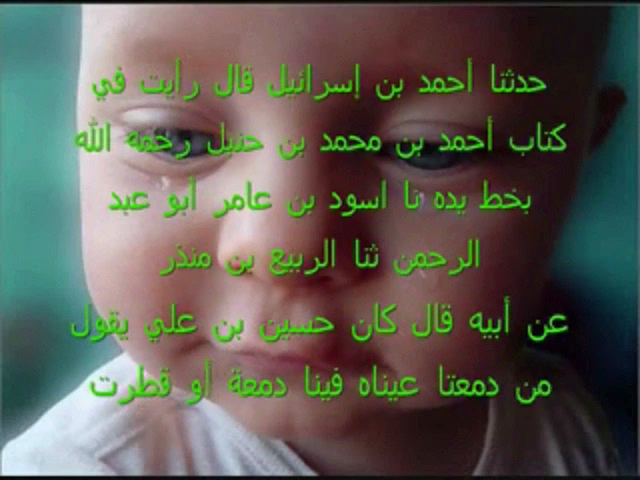 حدثنا أحمد بن إسرائيل قال رأيت في
كتاب أحمد بن محمد بن حنبل رحمه الله
بخط يده نا اسود بن عامر أبو عبد
الرحمن ثنا الربيع بن منذر
عن أبيه قال كان حسين بن علي يقول
من دمعتا عيناه فينا دمعة أو قطرت